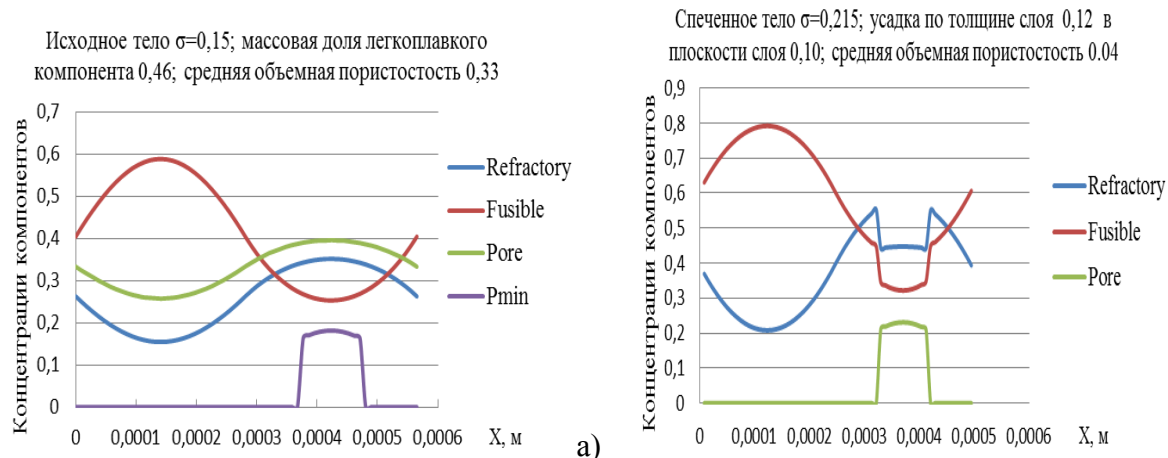 Исходное тело σ=0,15; массовая доля легкоплавкого
компонента 0,46; средняя объемная пористостость 0,33
Концентрации компонентов
0,7
0,6
0,5
0,4
0,3
0,2
0,1
0
0 0,0001 0,0002 0,0003 0,0004 0,0005 0,0006 X, м
Refractory
Fusible
Pore
Pmin
а)
Спеченное тело σ=0,215; усадка по толщине слоя 0,12 в
плоскости слоя 0,10; средняя объемная пористостость 0.04
Концентрации компонентов
0,9
0,8
0,7
0,6
0,5
0,4
0,3
0,2
0,1
0
0 0,0001 0,0002 0,0003 0,0004 0,0005 0,0006 X, м
Refractory
Fusible
Pore